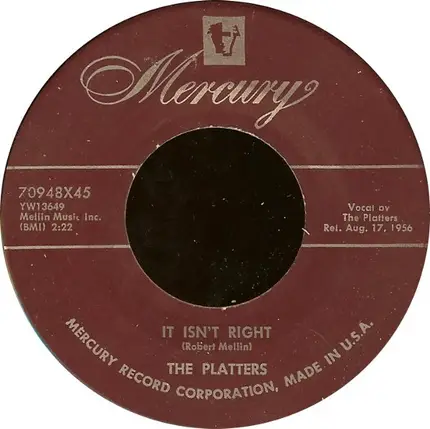 Mercury
70948X45
YW13649
Mellin Music Inc.
(BMI) 2:22
Vocal by
The Platters
Rel. Aug. 17, 1956
IT ISN'T RIGHT
(Robert Mellin)
THE PLATTERS
MERCURY RECORD CORPORATION, MADE IN U.S.A.